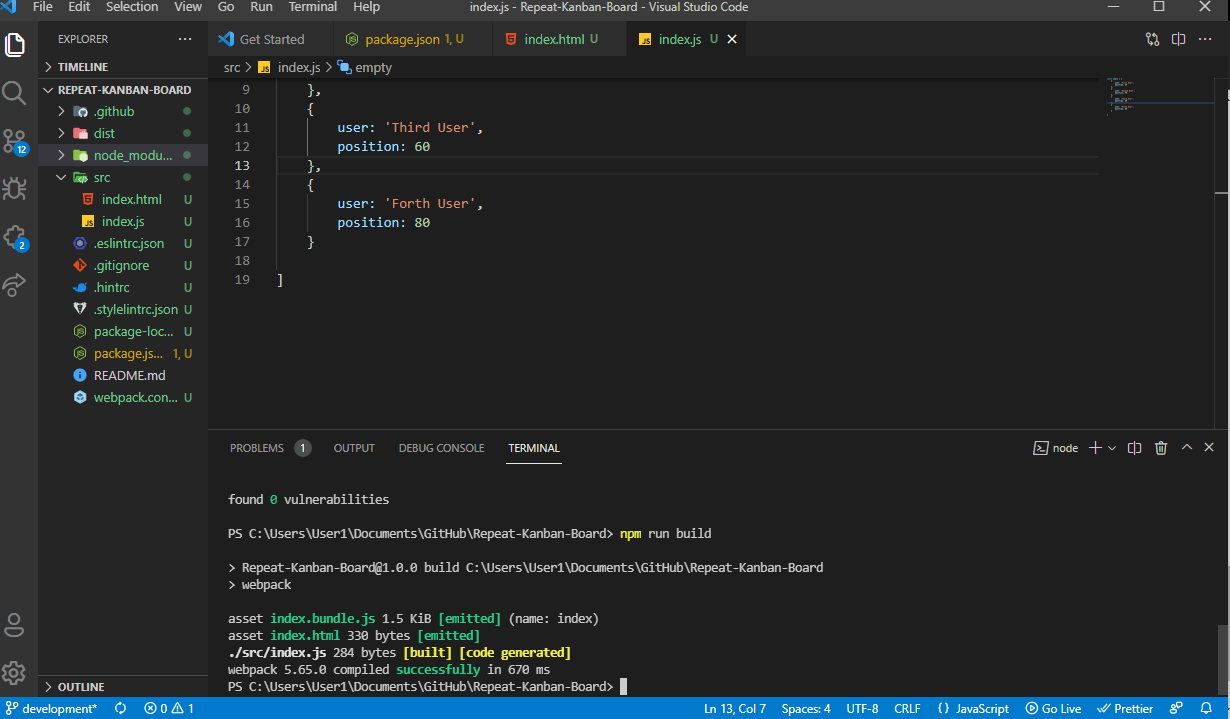 File Edit Selection View Go Run Terminal Help index.js - Repeat-Kanban-Board - Visual Studio Code
EXPLORER ···
TIMELINE
REPEAT-KANBAN-BOARD
.github
dist
node_modu...
src
index.html U
index.js U
.eslintrc.json U
.gitignore U
.hintrc U
.stylelintrc.json U
package-loc... U
package.js... 1, U
README.md
webpack.con... U
OUTLINE
12
2
Get Started package.json 1, U index.html U index.js U
src > index.js > empty
9 },
10 {
11 user: 'Third User',
12 position: 60
13 },
14 {
15 user: 'Forth User',
16 position: 80
17 }
18
19 ]
PROBLEMS 1 OUTPUT DEBUG CONSOLE TERMINAL node
found 0 vulnerabilities
PS C:\Users\User1\Documents\GitHub\Repeat-Kanban-Board> npm run build
> Repeat-Kanban-Board@1.0.0 build C:\Users\User1\Documents\GitHub\Repeat-Kanban-Board
> webpack
asset index.bundle.js 1.5 KiB [emitted] (name: index)
asset index.html 330 bytes [emitted]
./src/index.js 284 bytes [built] [code generated]
webpack 5.65.0 compiled successfully in 670 ms
PS C:\Users\User1\Documents\GitHub\Repeat-Kanban-Board>
development* 0 1 Ln 13, Col 7 Spaces: 4 UTF-8 CRLF {} JavaScript Go Live Prettier